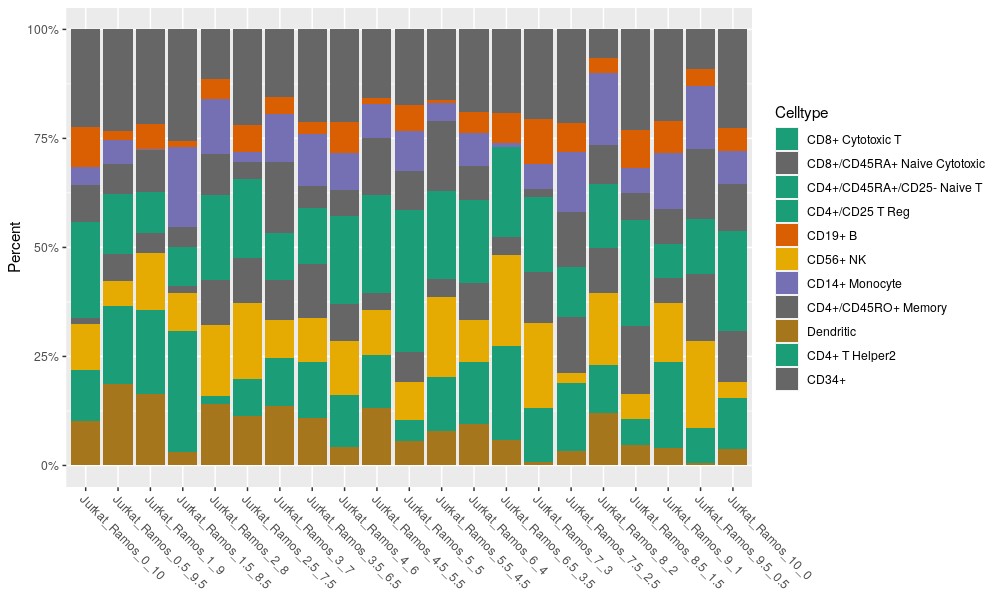 100%
75%
50%
25%
0%
Percent
Jurkat_Ramos_0_10
Jurkat_Ramos_0.5_9.5
Jurkat_Ramos_1_9
Jurkat_Ramos_1.5_8.5
Jurkat_Ramos_2_8
Jurkat_Ramos_2.5_7.5
Jurkat_Ramos_3_7
Jurkat_Ramos_3.5_6.5
Jurkat_Ramos_4_6
Jurkat_Ramos_4.5_5.5
Jurkat_Ramos_5_5
Jurkat_Ramos_5.5_4.5
Jurkat_Ramos_6_4
Jurkat_Ramos_6.5_3.5
Jurkat_Ramos_7_3
Jurkat_Ramos_7.5_2.5
Jurkat_Ramos_8_2
Jurkat_Ramos_8.5_1.5
Jurkat_Ramos_9_1
Jurkat_Ramos_9.5_0.5
Jurkat_Ramos_10_0
Celltype
CD8+ Cytotoxic T
CD8+/CD45RA+ Naive Cytotoxic
CD4+/CD45RA+/CD25- Naive T
CD4+/CD25 T Reg
CD19+ B
CD56+ NK
CD14+ Monocyte
CD4+/CD45RO+ Memory
Dendritic
CD4+ T Helper2
CD34+